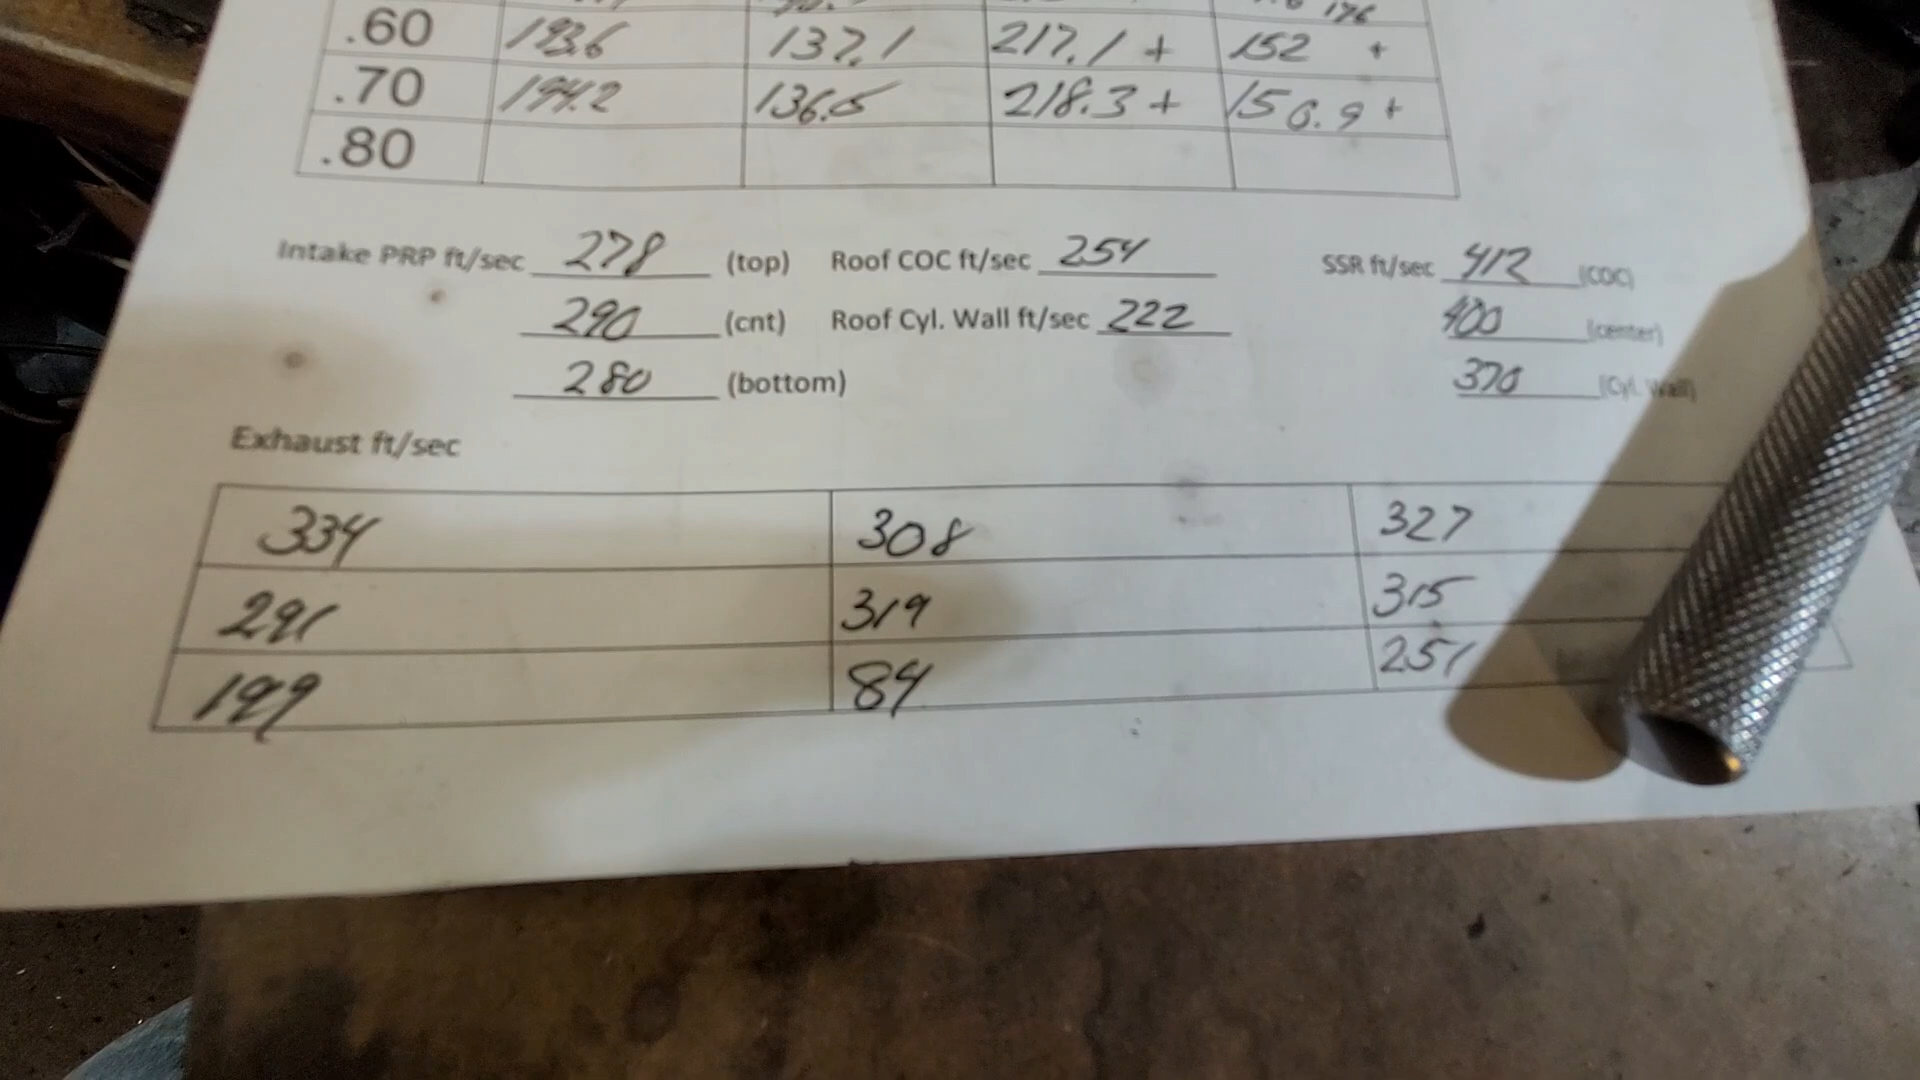 176
.60 193.6 137.1 217.1 + 152 +
.70 194.2 136.5 218.3 + 150.9 +
.80
Intake PRP ft/sec 278 (top) Roof COC ft/sec 254 SSR ft/sec 412 (COC)
290 (cnt) Roof Cyl. Wall ft/sec 222 400 (center)
280 (bottom) 370 (Cyl. Wall)
Exhaust ft/sec
334 308 327
291 319 315
199 84 251